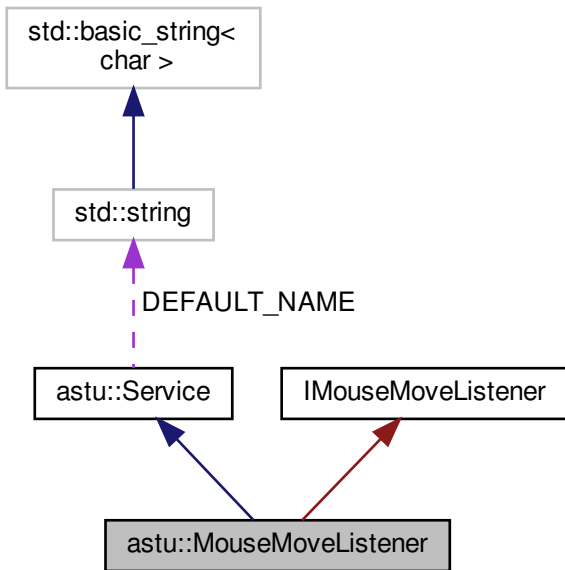 std::basic_string<
char >
std::string
DEFAULT_NAME
astu::Service
IMouseMoveListener
astu::MouseMoveListener